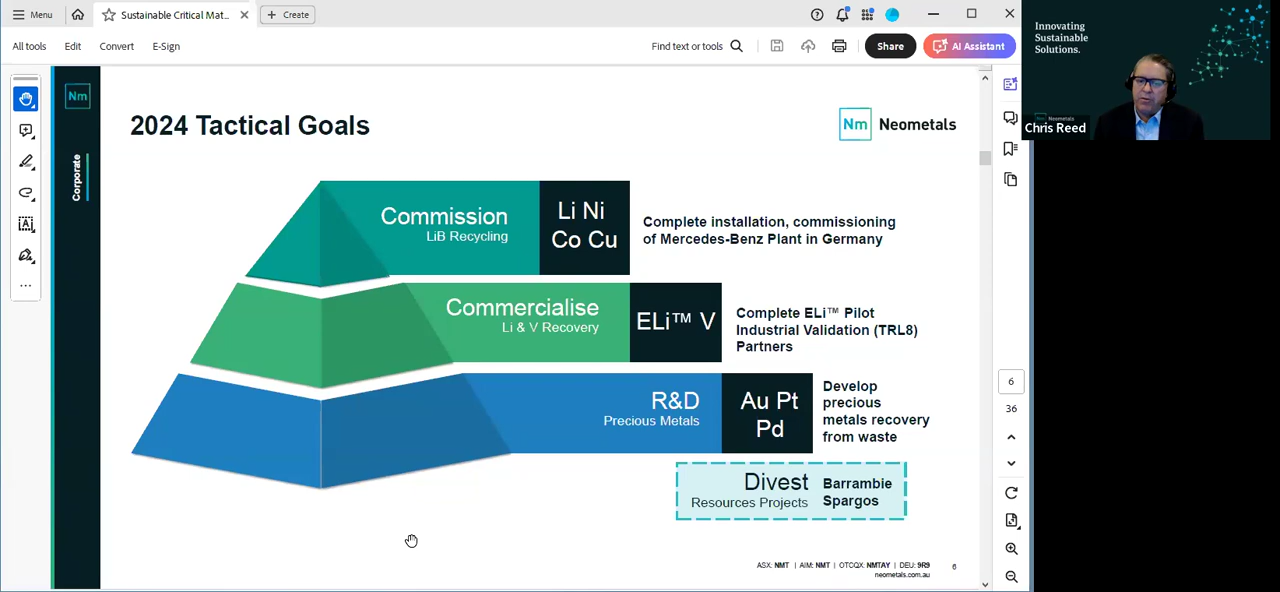 Menu
Sustainable Critical Mat...
Create
All tools
Edit
Convert
E-Sign
Find text or tools
Share
AI Assistant
Innovating
Sustainable
Solutions.
Nm Neometals
Chris Reed
Nm
Corporate
2024 Tactical Goals
Nm Neometals
Commission
LiB Recycling
Li Ni
Co Cu
Complete installation, commissioning
of Mercedes-Benz Plant in Germany
Commercialise
Li & V Recovery
ELi™ V
Complete ELi™ Pilot
Industrial Validation (TRL8)
Partners
R&D
Precious Metals
Au Pt
Pd
Develop
precious
metals recovery
from waste
Divest
Resources Projects
Barrambie
Spargos
ASX: NMT | AIM: NMT | OTCQX: NMTAY | DEU: 9R9
neometals.com.au
6
6
36